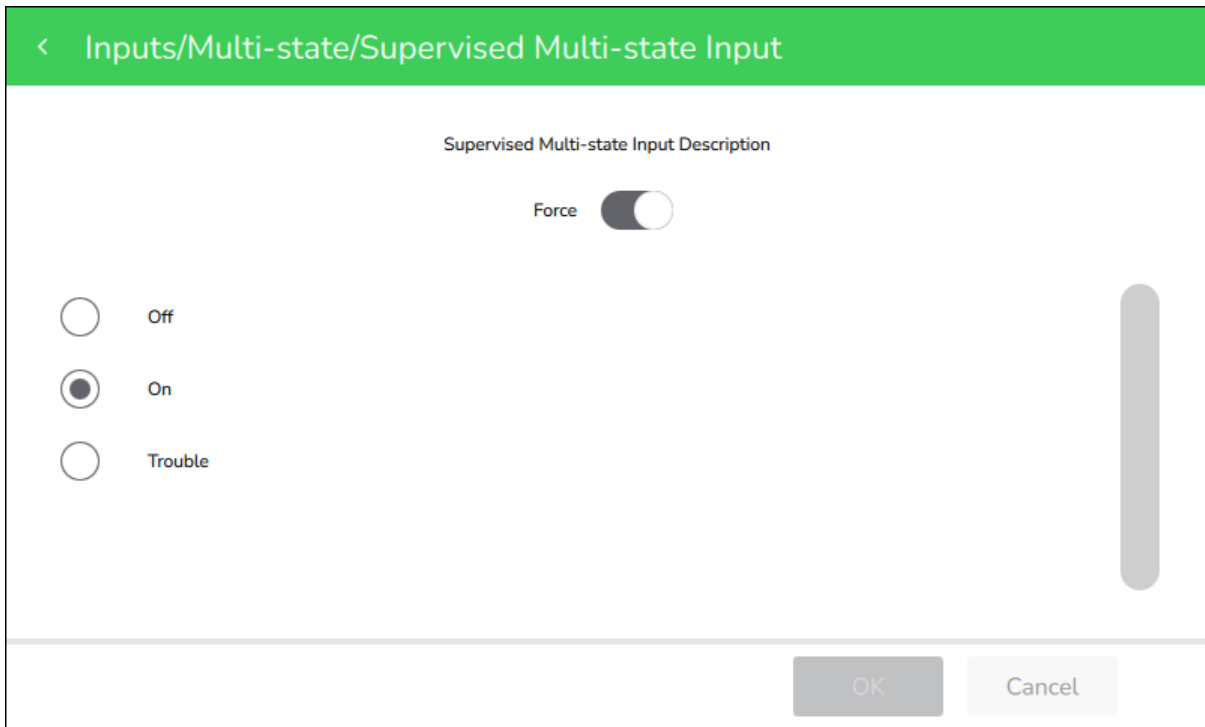 Inputs/Multi-state/Supervised Multi-state Input
Supervised Multi-state Input Description
Force
Off
On
Trouble
OK
Cancel